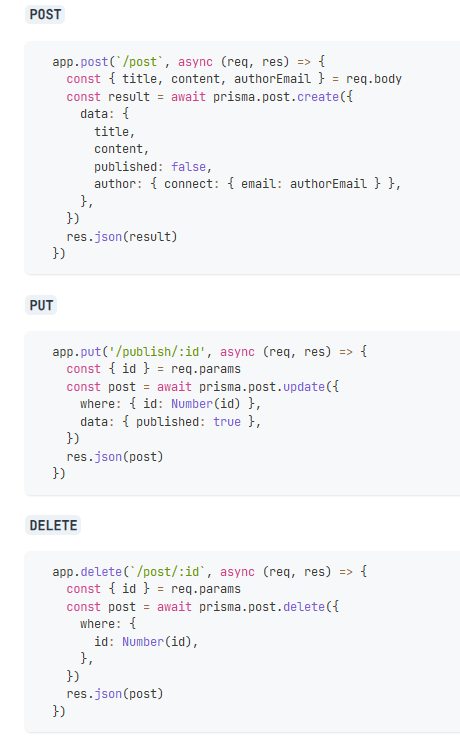 POST
app.post(`/post`, async (req, res) => {
  const { title, content, authorEmail } = req.body
  const result = await prisma.post.create({
    data: {
      title,
      content,
      published: false,
      author: { connect: { email: authorEmail } },
    },
  })
  res.json(result)
})
PUT
app.put('/publish/:id', async (req, res) => {
  const { id } = req.params
  const post = await prisma.post.update({
    where: { id: Number(id) },
    data: { published: true },
  })
  res.json(post)
})
DELETE
app.delete(`/post/:id`, async (req, res) => {
  const { id } = req.params
  const post = await prisma.post.delete({
    where: {
      id: Number(id),
    },
  })
  res.json(post)
})